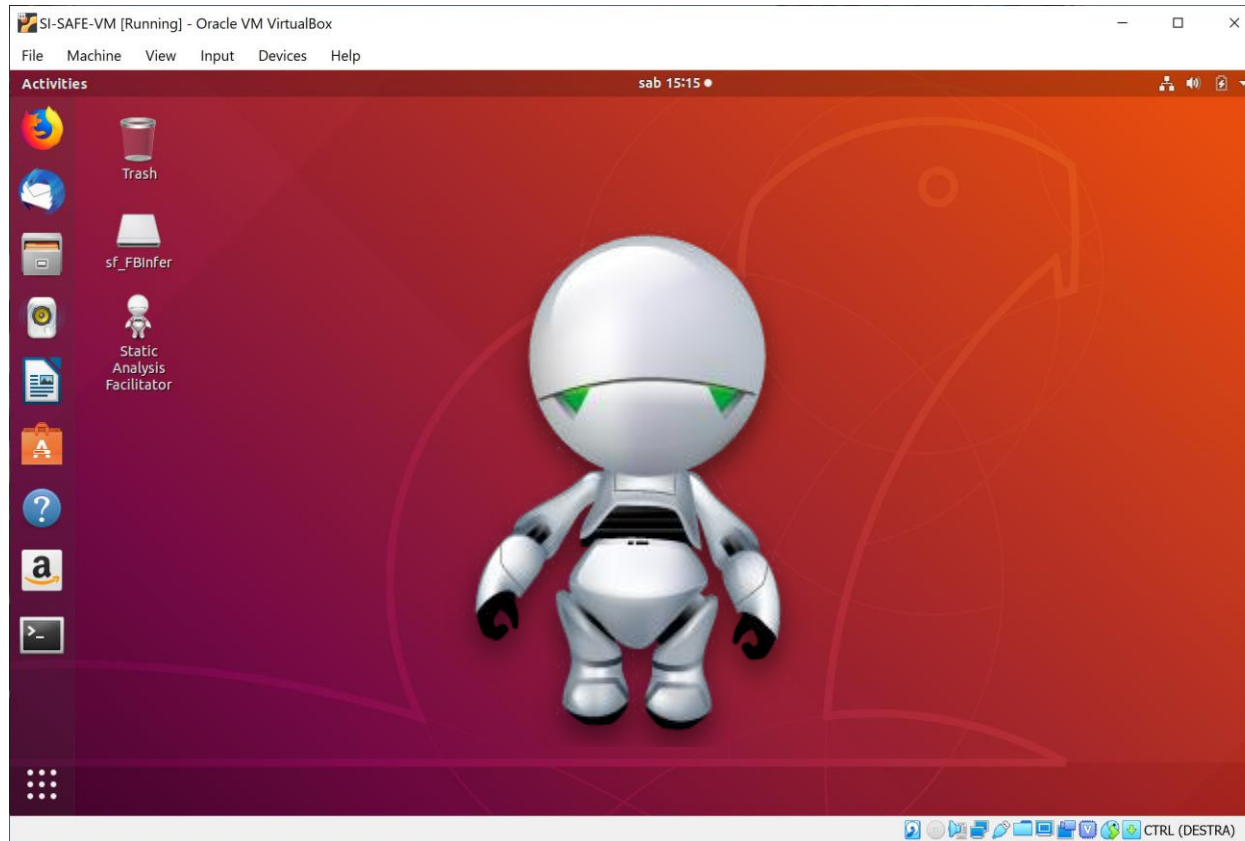 SI-SAFE-VM [Running] - Oracle VM VirtualBox
File Machine View Input Devices Help
Activities sab 15:15
Trash
sf_FBInfer
Static
Analysis
Facilitator
CTRL (DESTRA)